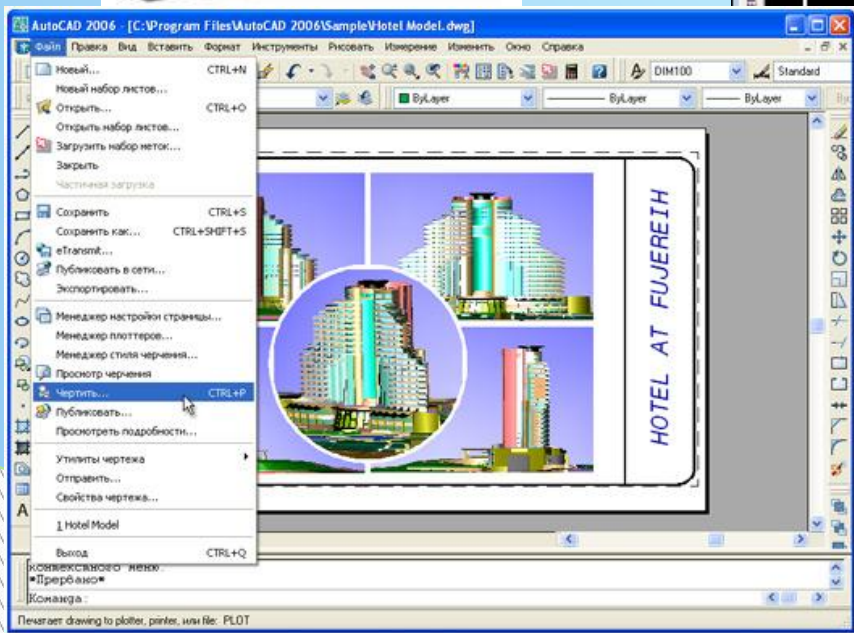 AutoCAD 2006 - [C:\Program Files\AutoCAD 2006\Sample\Hotel Model.dwg]
Файл Правка Вид Вставить Формат Инструменты Рисовать Измерение Изменить Окно Справка
DIM100 Standard
ByLayer ByLayer ByLayer
Новый... CTRL+N
Новый набор листов...
Открыть... CTRL+O
Открыть набор листов...
Загрузить набор меток...
Закрыть
Частичная загрузка
Сохранить CTRL+S
Сохранить как... CTRL+SHIFT+S
eTransmit...
Публиковать в сети...
Экспортировать...
Менеджер настройки страницы...
Менеджер плоттеров...
Менеджер стиля черчения...
Просмотр черчения
Чертить... CTRL+P
Публиковать...
Просмотреть подробности...
Утилиты чертежа
Отправить...
Свойства чертежа...
1 Hotel Model
Выход CTRL+Q
HOTEL AT FUJEREIH
A
*Прервано*
Команда:
Печатает drawing to plotter, printer, или file: PLOT